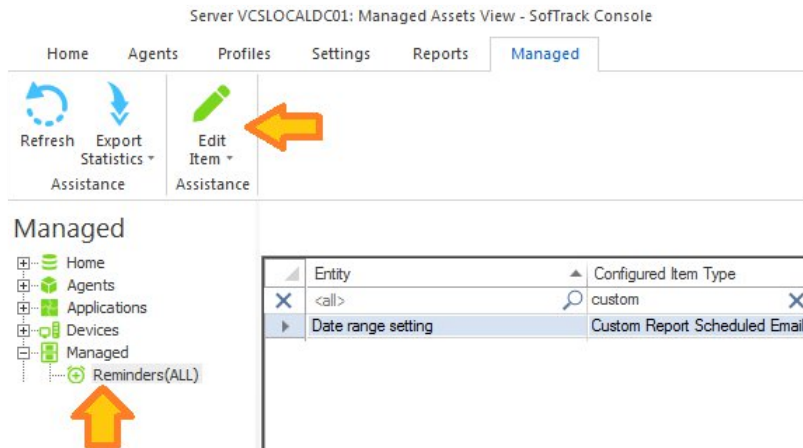 Server VCSLOCALDC01: Managed Assets View - SofTrack Console
Home Agents Profiles Settings Reports Managed
Refresh Export Statistics Edit Item
Assistance Assistance
Managed
Home
Agents
Applications
Devices
Managed
Reminders(ALL)
Entity Configured Item Type
<all> custom
Date range setting Custom Report Scheduled Email